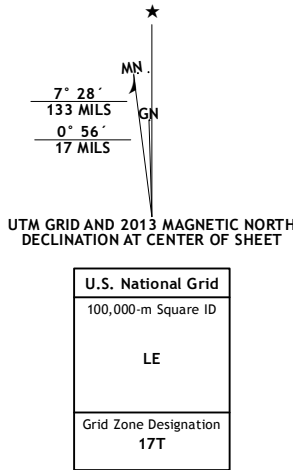 ★
MN
7° 28´
133 MILS
GN
0° 56´
17 MILS
UTM GRID AND 2013 MAGNETIC NORTH
DECLINATION AT CENTER OF SHEET
U.S. National Grid
100,000-m Square ID
LE
Grid Zone Designation
17T